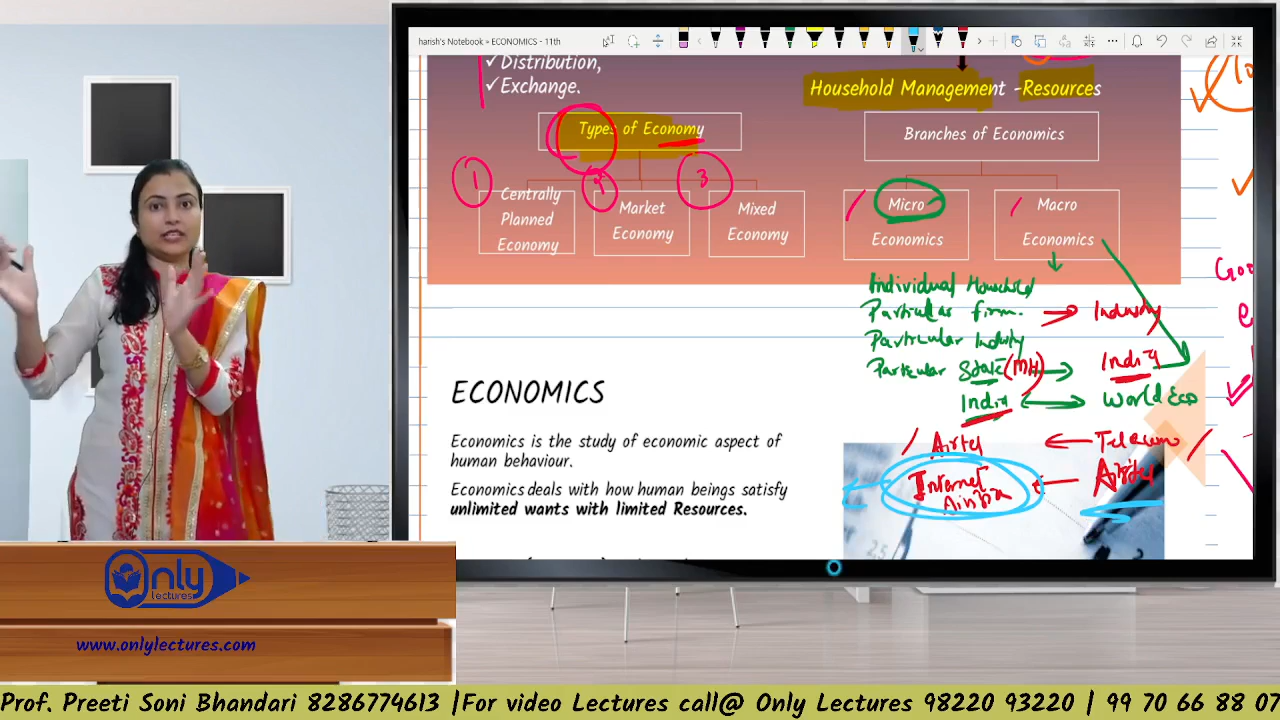 harish's Notebook » ECONOMICS - 11th
✓Distribution,
✓Exchange.
Household Management -Resources
Types of Economy
Branches of Economics
① ③
Centrally
Planned
Economy
Market
Economy
Mixed
Economy
Micro
Economics
Macro
Economics
Individual Household
Particular firm. → Industry
Particular Industry
Particular State (MH) → India
India World Eco
Airtel ← Telecom
Internet ← Airtel
ECONOMICS
Economics is the study of economic aspect of
human behaviour.
Economics deals with how human beings satisfy
unlimited wants with limited Resources.
2.5
Only
lectures
www.onlylectures.com
Prof. Preeti Soni Bhandari 8286774613 |For video Lectures call@ Only Lectures 98220 93220 | 99 70 66 88 07